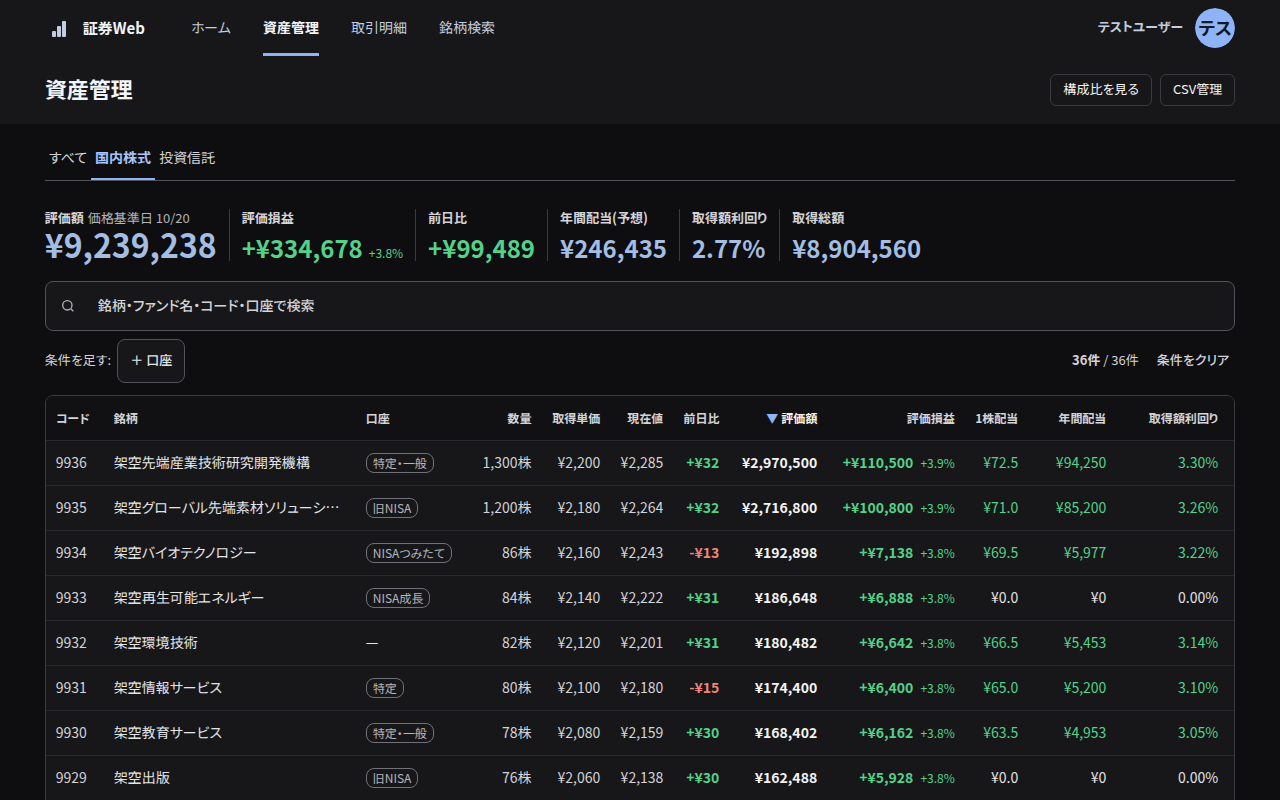 証券Web ホーム 資産管理 取引明細 銘柄検索 テストユーザー テス
資産管理 構成比を見る CSV管理
すべて 国内株式 投資信託
評価額 価格基準日 10/20 評価損益 前日比 年間配当(予想) 取得額利回り 取得総額
¥9,239,238 +¥334,678 +3.8% +¥99,489 ¥246,435 2.77% ¥8,904,560
銘柄・ファンド名・コード・口座で検索
条件を足す: ＋ 口座 36件 / 36件 条件をクリア
コード 銘柄 口座 数量 取得単価 現在値 前日比 ▼ 評価額 評価損益 1株配当 年間配当 取得額利回り
9936 架空先端産業技術研究開発機構 特定・一般 1,300株 ¥2,200 ¥2,285 +¥32 ¥2,970,500 +¥110,500 +3.9% ¥72.5 ¥94,250 3.30%
9935 架空グローバル先端素材ソリューシ… 旧NISA 1,200株 ¥2,180 ¥2,264 +¥32 ¥2,716,800 +¥100,800 +3.9% ¥71.0 ¥85,200 3.26%
9934 架空バイオテクノロジー NISAつみたて 86株 ¥2,160 ¥2,243 -¥13 ¥192,898 +¥7,138 +3.8% ¥69.5 ¥5,977 3.22%
9933 架空再生可能エネルギー NISA成長 84株 ¥2,140 ¥2,222 +¥31 ¥186,648 +¥6,888 +3.8% ¥0.0 ¥0 0.00%
9932 架空環境技術 — 82株 ¥2,120 ¥2,201 +¥31 ¥180,482 +¥6,642 +3.8% ¥66.5 ¥5,453 3.14%
9931 架空情報サービス 特定 80株 ¥2,100 ¥2,180 -¥15 ¥174,400 +¥6,400 +3.8% ¥65.0 ¥5,200 3.10%
9930 架空教育サービス 特定・一般 78株 ¥2,080 ¥2,159 +¥30 ¥168,402 +¥6,162 +3.8% ¥63.5 ¥4,953 3.05%
9929 架空出版 旧NISA 76株 ¥2,060 ¥2,138 +¥30 ¥162,488 +¥5,928 +3.8% ¥0.0 ¥0 0.00%